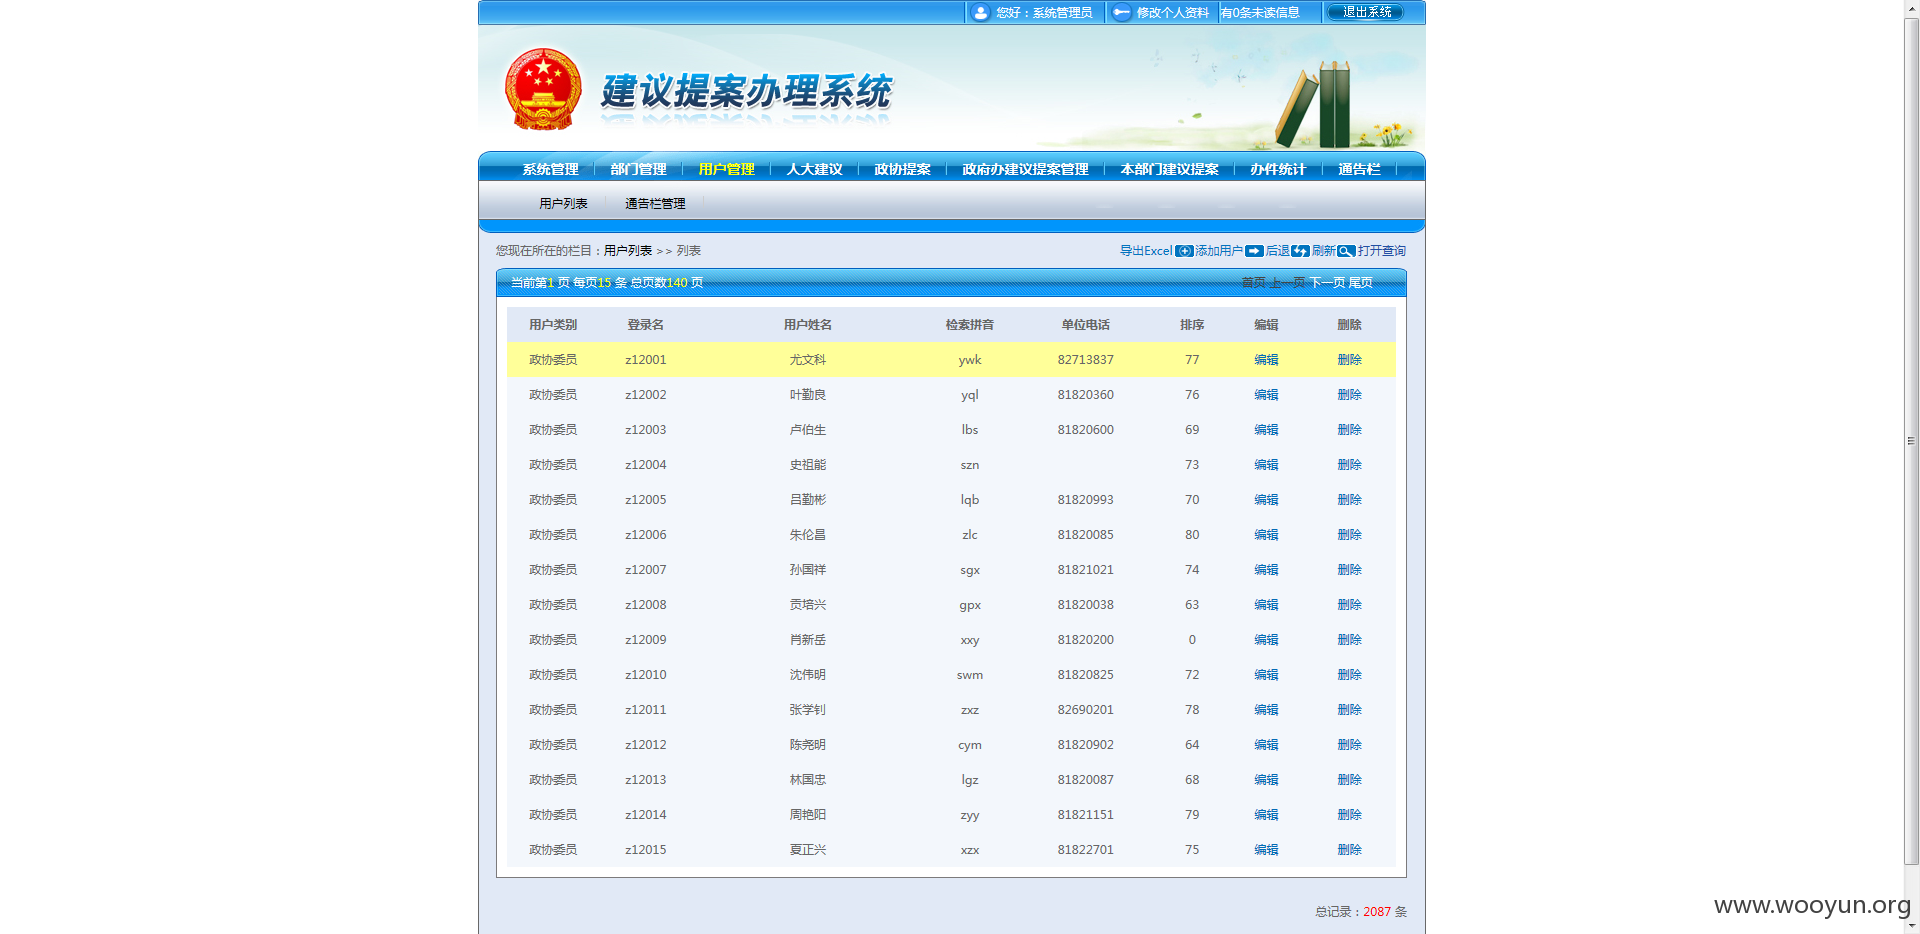 您好：系统管理员 修改个人资料 有0条未读信息 退出系统
建议提案办理系统
系统管理 部门管理 用户管理 人大建议 政协提案 政府办建议提案管理 本部门建议提案 办件统计 通告栏
用户列表 通告栏管理
您现在所在的栏目：用户列表 >> 列表 导出Excel 添加用户 后退 刷新 打开查询
当前第1 页 每页15 条 总页数140 页 首页 上一页 下一页 尾页
用户类别 登录名 用户姓名 检索拼音 单位电话 排序 编辑 删除
政协委员 z12001 尤文科 ywk 82713837 77 编辑 删除
政协委员 z12002 叶勤良 yql 81820360 76 编辑 删除
政协委员 z12003 卢伯生 lbs 81820600 69 编辑 删除
政协委员 z12004 史祖能 szn 73 编辑 删除
政协委员 z12005 吕勤彬 lqb 81820993 70 编辑 删除
政协委员 z12006 朱伦昌 zlc 81820085 80 编辑 删除
政协委员 z12007 孙国祥 sgx 81821021 74 编辑 删除
政协委员 z12008 贡培兴 gpx 81820038 63 编辑 删除
政协委员 z12009 肖新岳 xxy 81820200 0 编辑 删除
政协委员 z12010 沈伟明 swm 81820825 72 编辑 删除
政协委员 z12011 张学钊 zxz 82690201 78 编辑 删除
政协委员 z12012 陈尧明 cym 81820902 64 编辑 删除
政协委员 z12013 林国忠 lgz 81820087 68 编辑 删除
政协委员 z12014 周艳阳 zyy 81821151 79 编辑 删除
政协委员 z12015 夏正兴 xzx 81822701 75 编辑 删除
总记录：2087 条
www.wooyun.org